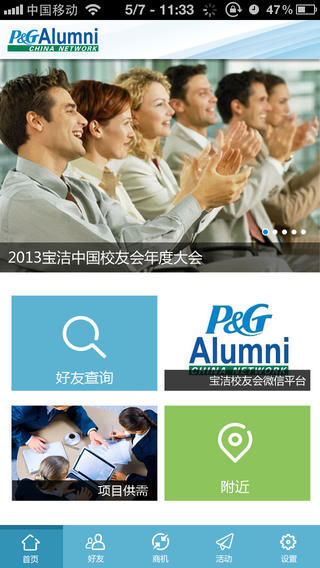 中国移动
5/7 - 11:33
47%
P&G Alumni
CHINA NETWORK
2013宝洁中国校友会年度大会
好友查询
P&G
Alumni
CHINA NETWORK
宝洁校友会微信平台
项目供需
附近
首页
好友
商机
活动
设置